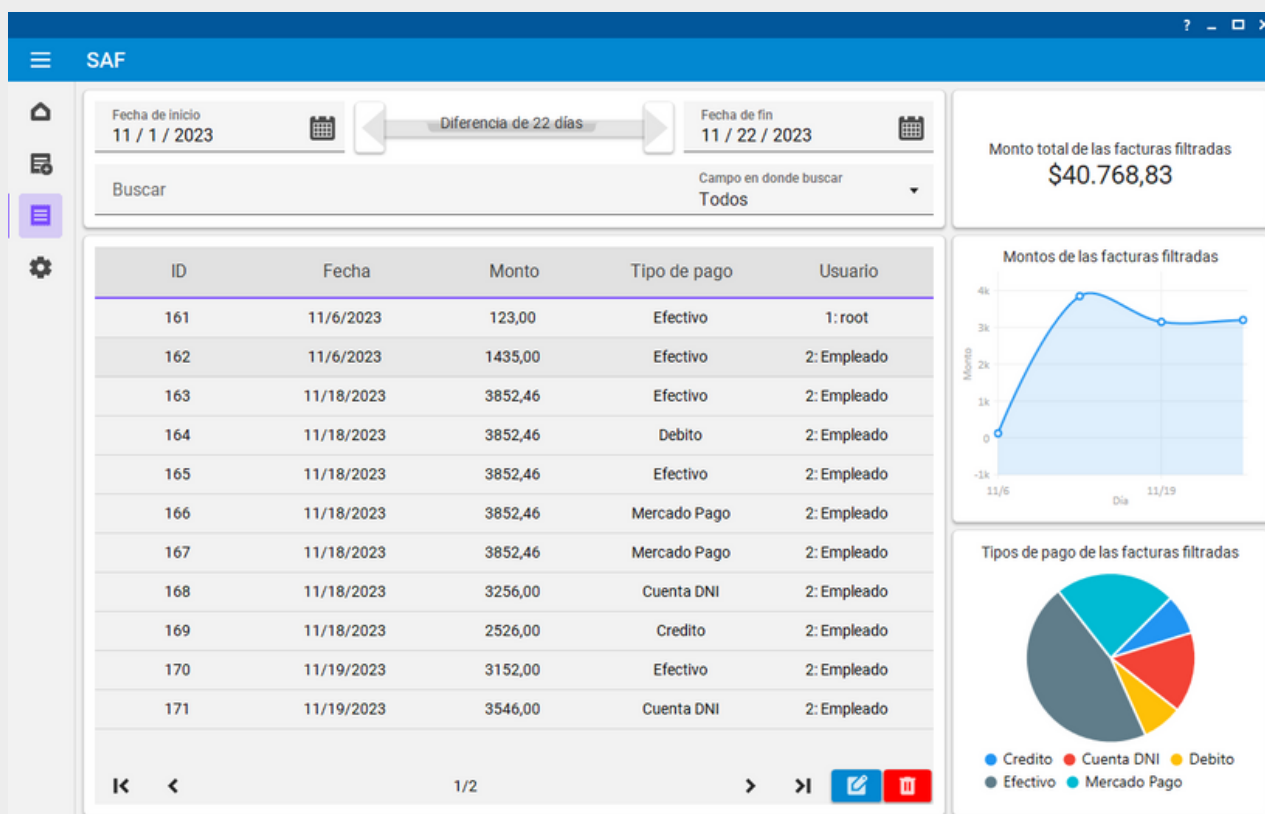 SAF
Fecha de inicio
11 / 1 / 2023
Diferencia de 22 días
Fecha de fin
11 / 22 / 2023
Buscar
Campo en donde buscar
Todos
Monto total de las facturas filtradas
$40.768,83
ID Fecha Monto Tipo de pago Usuario
161 11/6/2023 123,00 Efectivo 1: root
162 11/6/2023 1435,00 Efectivo 2: Empleado
163 11/18/2023 3852,46 Efectivo 2: Empleado
164 11/18/2023 3852,46 Debito 2: Empleado
165 11/18/2023 3852,46 Efectivo 2: Empleado
166 11/18/2023 3852,46 Mercado Pago 2: Empleado
167 11/18/2023 3852,46 Mercado Pago 2: Empleado
168 11/18/2023 3256,00 Cuenta DNI 2: Empleado
169 11/18/2023 2526,00 Credito 2: Empleado
170 11/19/2023 3152,00 Efectivo 2: Empleado
171 11/19/2023 3546,00 Cuenta DNI 2: Empleado
1/2
Montos de las facturas filtradas
4k
3k
2k
1k
0
-1k
Monto
11/6 11/19
Día
Tipos de pago de las facturas filtradas
Credito Cuenta DNI Debito
Efectivo Mercado Pago